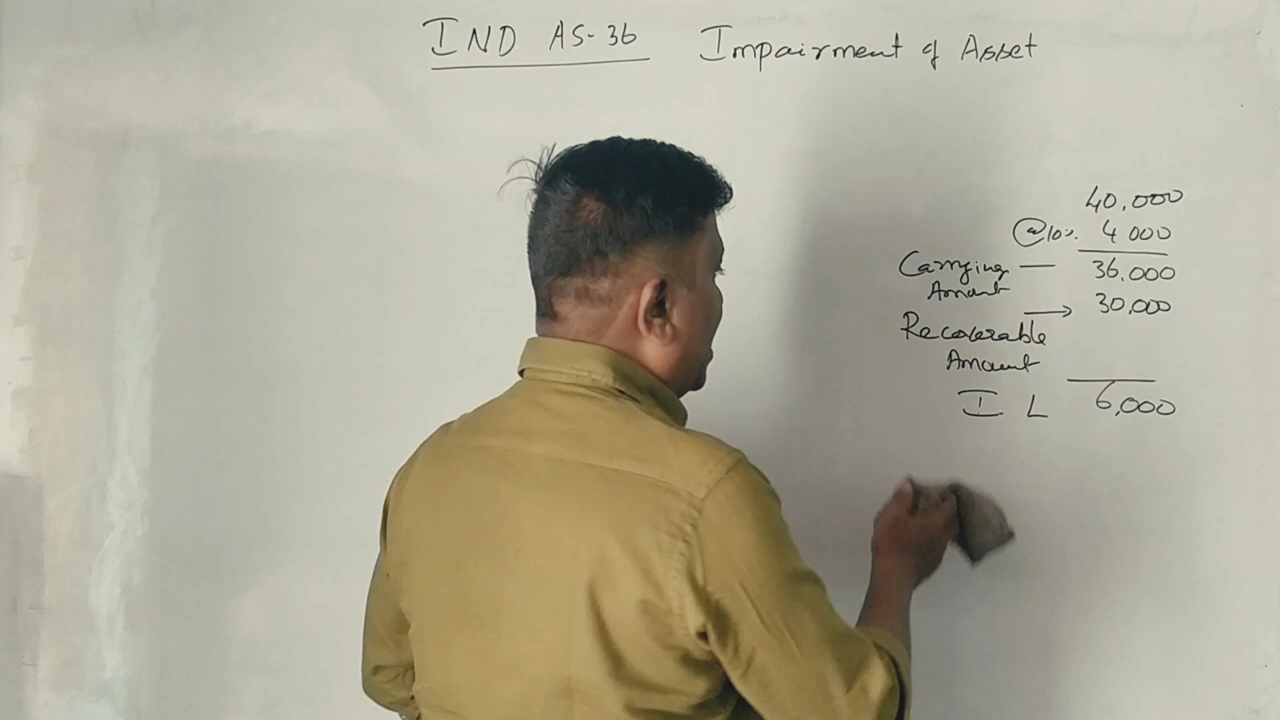 IND AS-36 Impairment of Asset
40,000
@10%. 4 000
Carrying — 36,000
Amount
→ 30,000
Recoverable
Amount
I L 6,000